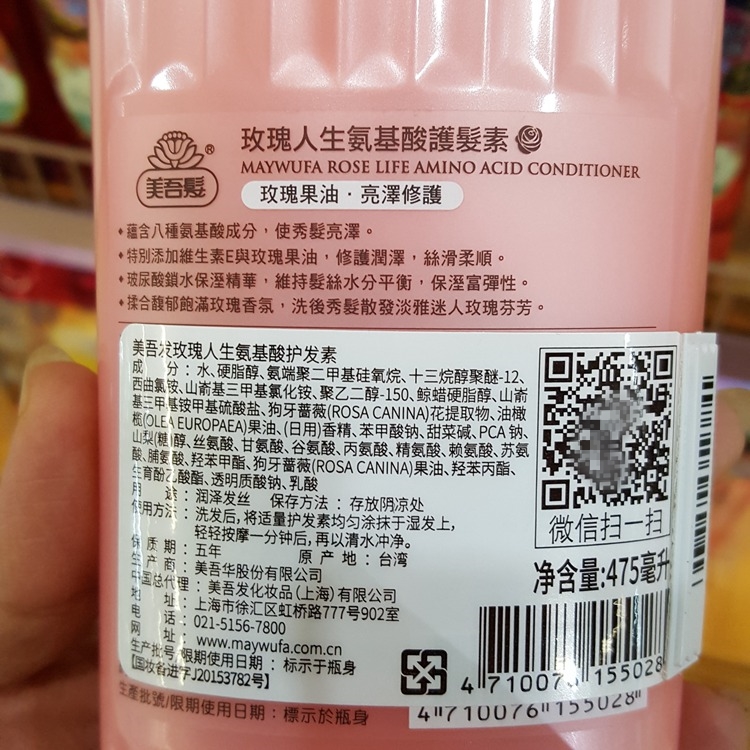 美吾髮®
玫瑰人生氨基酸護髮素
MAYWUFA ROSE LIFE AMINO ACID CONDITIONER
玫瑰果油・亮澤修護
◆蘊含八種氨基酸成分，使秀髮亮澤。
◆特別添加維生素E與玫瑰果油，修護潤澤，絲滑柔順。
◆玻尿酸鎖水保溼精華，維持髮絲水分平衡，保溼富彈性。
◆揉合馥郁飽滿玫瑰香氛，洗後秀髮散發淡雅迷人玫瑰芬芳。
美吾发玫瑰人生氨基酸护发素
成 分：水、硬脂醇、氨端聚二甲基硅氧烷、十三烷醇聚醚-12、
西曲氯铵、山嵛基三甲基氯化铵、聚乙二醇-150、鲸蜡硬脂醇、山嵛
基三甲基铵甲基硫酸盐、狗牙蔷薇(ROSA CANINA)花提取物、油橄
榄(OLEA EUROPAEA)果油、(日用)香精、苯甲酸钠、甜菜碱、PCA 钠、
山梨(糖)醇、丝氨酸、甘氨酸、谷氨酸、丙氨酸、精氨酸、赖氨酸、苏氨
酸、脯氨酸、羟苯甲酯、狗牙蔷薇(ROSA CANINA)果油、羟苯丙酯、
生育酚乙酸酯、透明质酸钠、乳酸
用 途：润泽发丝 保存方法：存放阴凉处
使用方法：洗发后,将适量护发素均匀涂抹于湿发上，
轻轻按摩一分钟后,再以清水冲净。
保 质 期：五年 原 产 地：台湾
生 产 商：美吾华股份有限公司
中国总代理：美吾发化妆品(上海)有限公司
地 址：上海市徐汇区虹桥路777号902室
电 话：021-5156-7800
网 址：www.maywufa.com.cn
生产批号/限期使用日期：标示于瓶身
【国妆备进字J20153782号】
微信扫一扫
净含量:475毫升
4 710076 155028
生產批號/限期使用日期：標示於瓶身
4 710076 155028